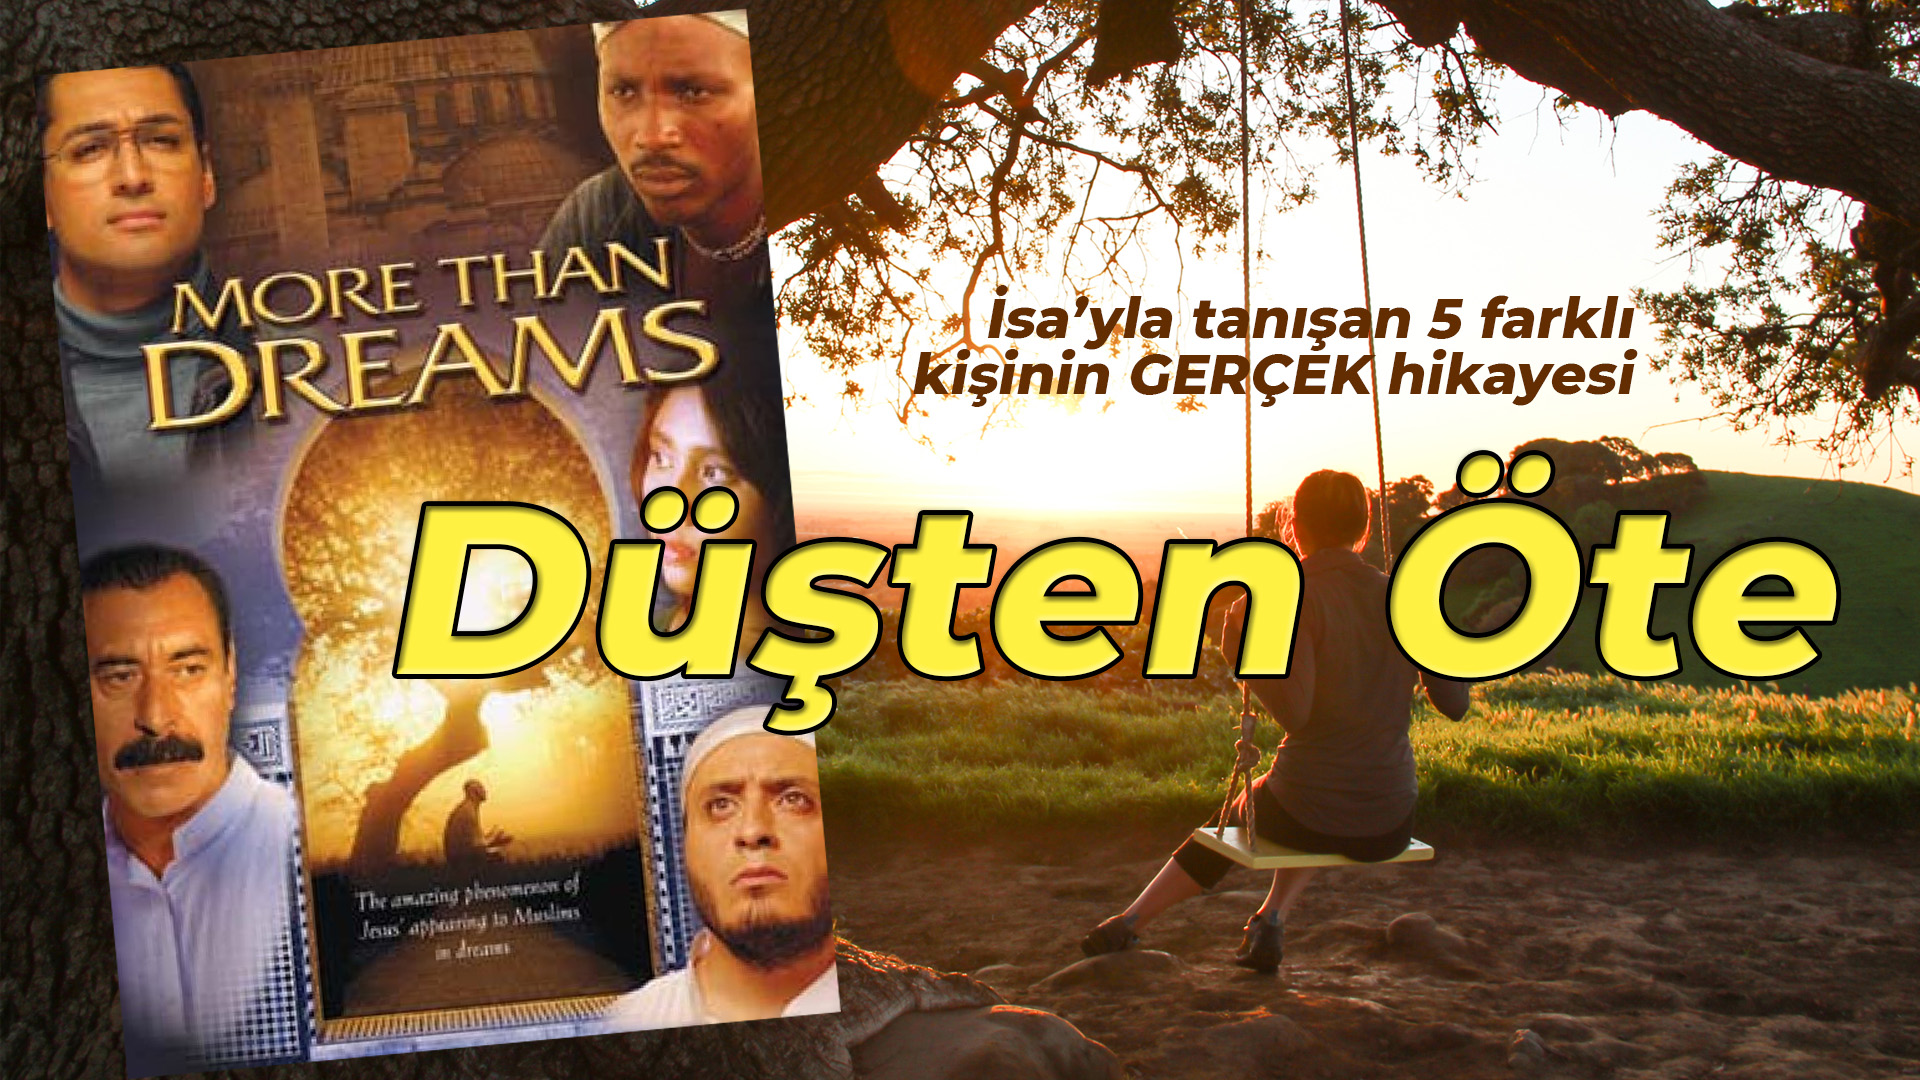 MORE THAN
DREAMS
The amazing phenomenon of
Jesus' appearing to Muslims
in dreams
İsa’yla tanışan 5 farklı
kişinin GERÇEK hikayesi
Düşten Öte